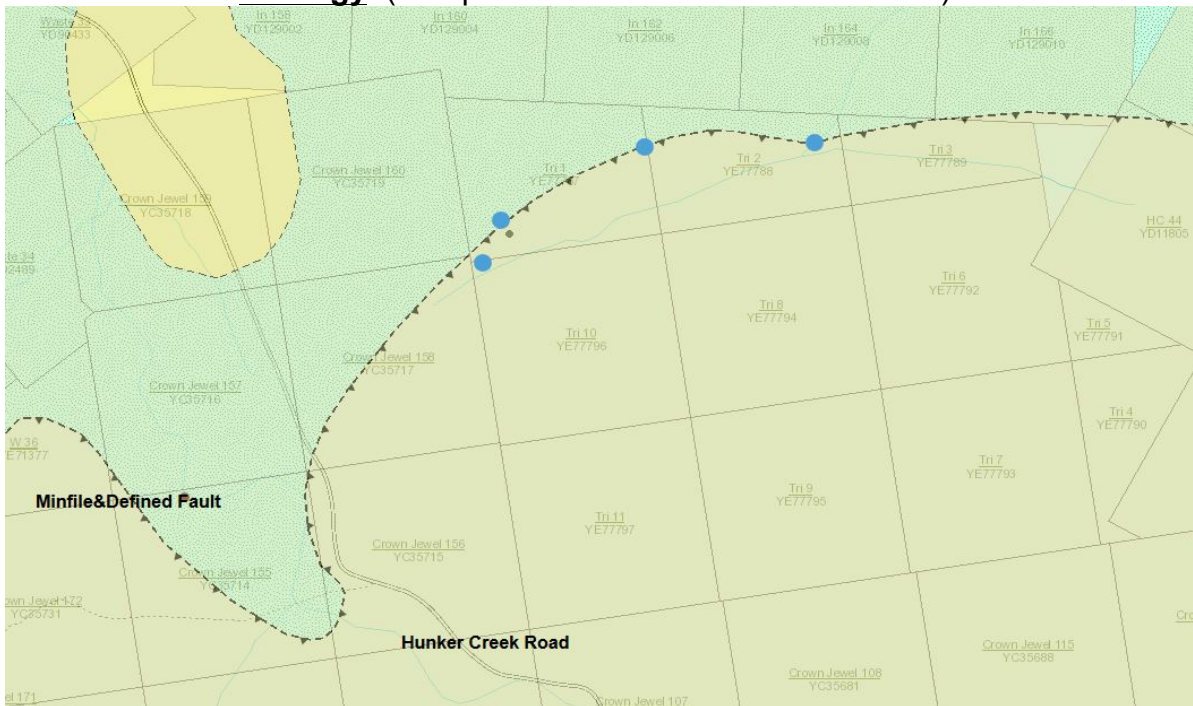 Waste 33
YD90433
In 158
YD129002
In 160
YD129004
In 162
YD129006
In 164
YD129008
In 166
YD129010
Crown Jewel 160
YC35719
Tri 1
Tri 2
YE77788
Tri 3
YE77789
Crown Jewel 159
YC35718
HC 44
YD11805
Tri 6
YE77792
Tri 8
YE77794
Tri 5
YE77791
Tri 10
YE77796
Crown Jewel 158
YC35717
Crown Jewel 157
YC35716
Tri 4
YE77790
W 36
Tri 7
YE77793
Tri 9
YE77795
Minfile&Defined Fault
Tri 11
YE77797
Crown Jewel 156
YC35715
Crown Jewel 155
YC35714
YC35731
Hunker Creek Road
Crown Jewel 115
YC35688
Crown Jewel 108
YC35681
Crown Jewel 107